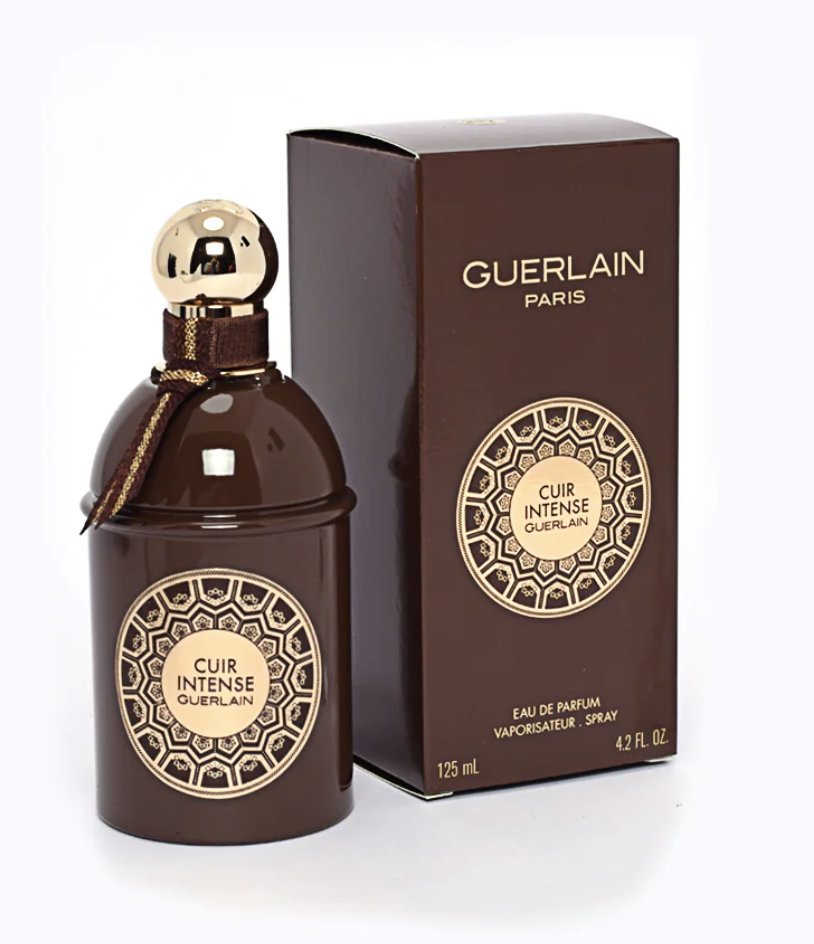 GUERLAIN
PARIS
CUIR
INTENSE
GUERLAIN
EAU DE PARFUM
VAPORISATEUR . SPRAY
125 mL
4.2 FL. OZ.
CUIR
INTENSE
GUERLAIN